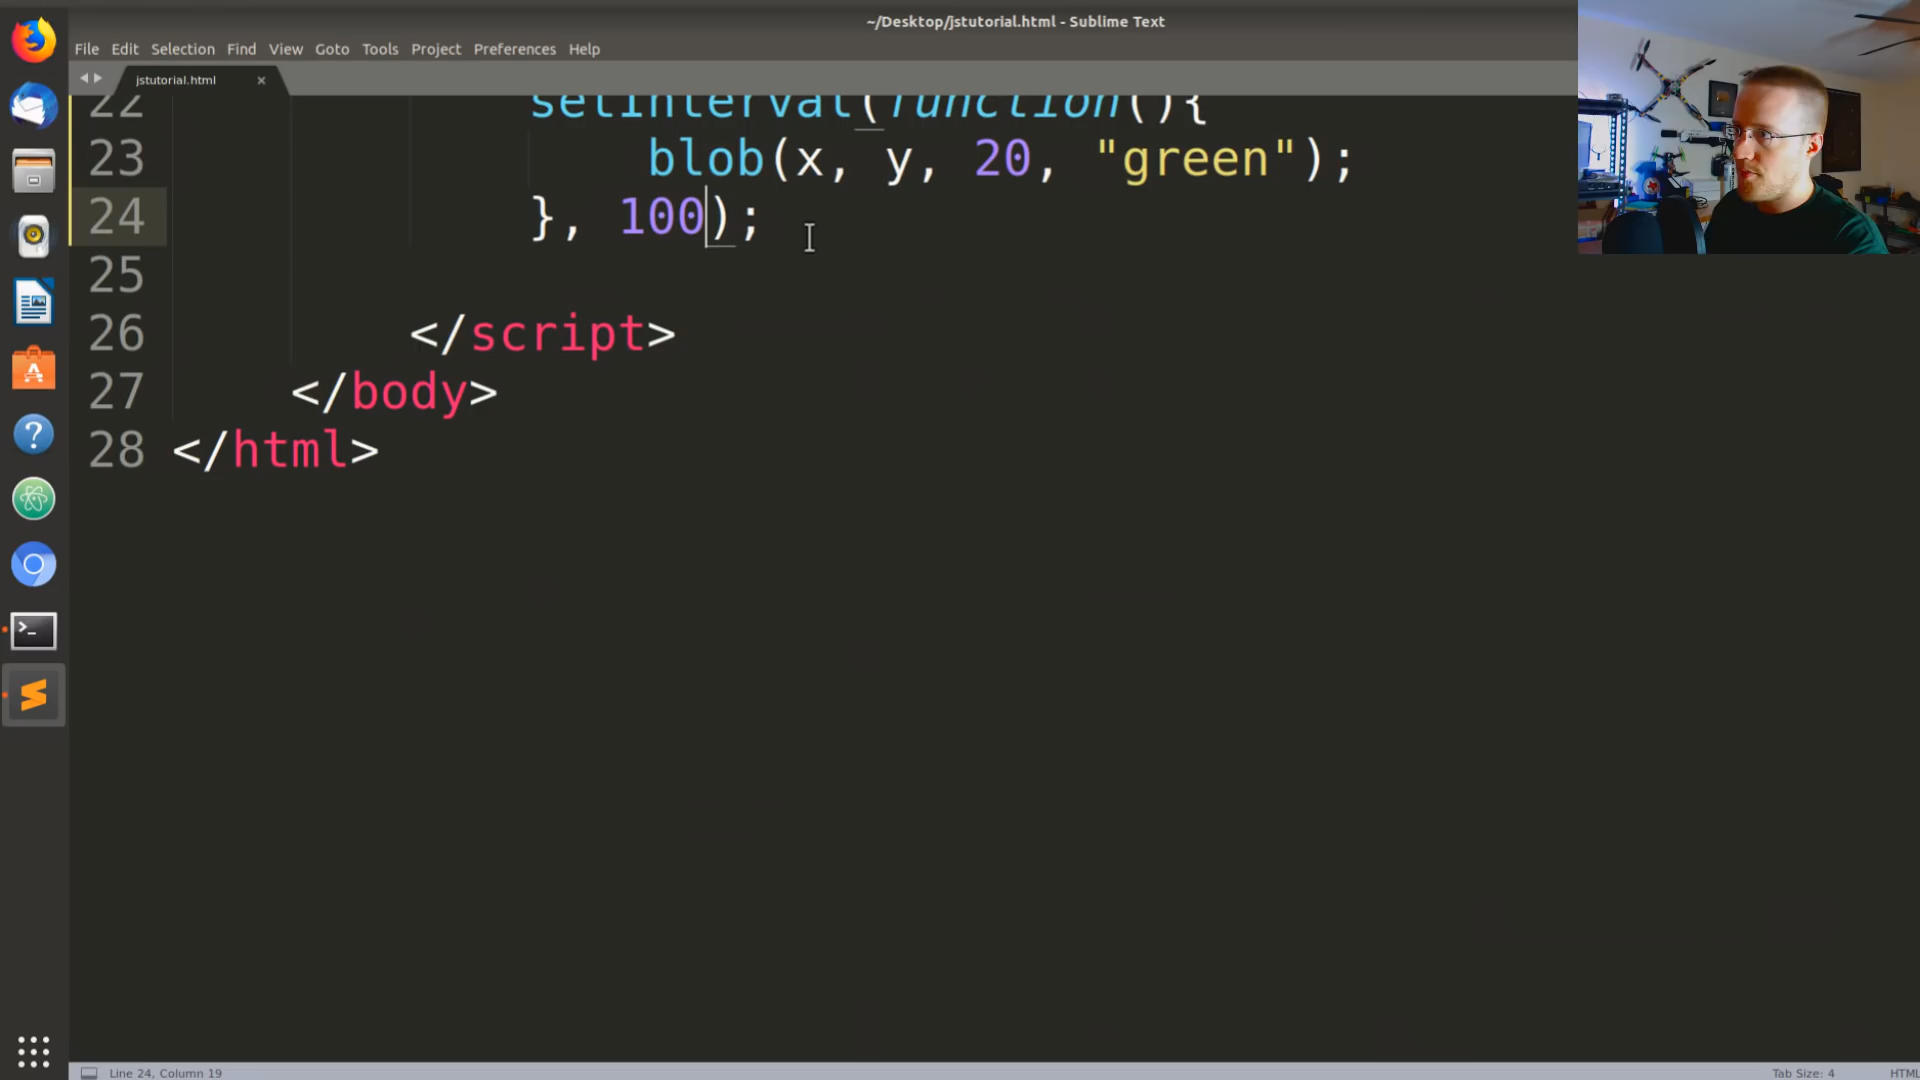 ~/Desktop/jstutorial.html - Sublime Text
File Edit Selection Find View Goto Tools Project Preferences Help
jstutorial.html ×
22 setInterval(function(){
23 blob(x, y, 20, "green");
24 }, 100);
25
26 </script>
27 </body>
28 </html>
Line 24, Column 19 Tab Size: 4 HTML